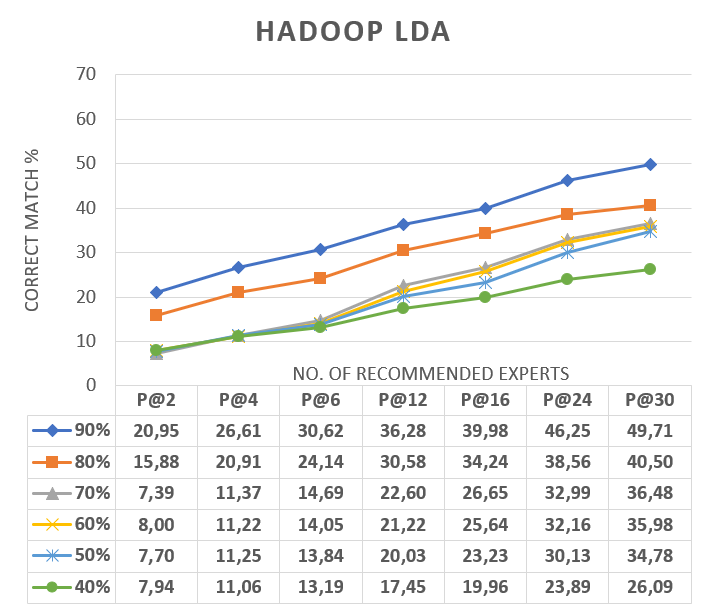 HADOOP LDA
70
60
50
40
30
20
10
0
CORRECT MATCH %
NO. OF RECOMMENDED EXPERTS
P@2 P@4 P@6 P@12 P@16 P@24 P@30
90% 20,95 26,61 30,62 36,28 39,98 46,25 49,71
80% 15,88 20,91 24,14 30,58 34,24 38,56 40,50
70% 7,39 11,37 14,69 22,60 26,65 32,99 36,48
60% 8,00 11,22 14,05 21,22 25,64 32,16 35,98
50% 7,70 11,25 13,84 20,03 23,23 30,13 34,78
40% 7,94 11,06 13,19 17,45 19,96 23,89 26,09